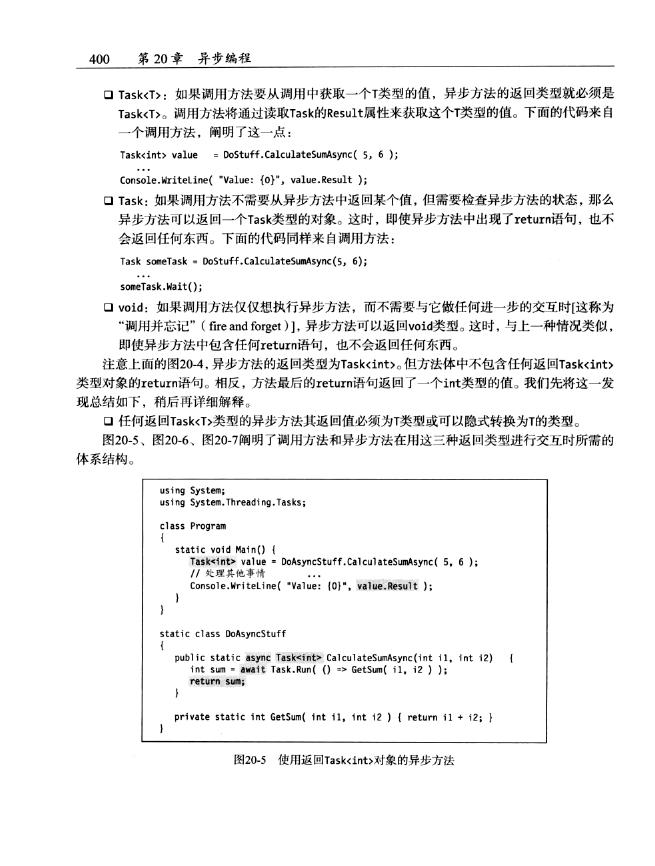 400 第20章 异步编程
❑ Task<T>：如果调用方法要从调用中获取一个T类型的值，异步方法的返回类型就必须是
Task<T>。调用方法将通过读取Task的Result属性来获取这个T类型的值。下面的代码来自
一个调用方法，阐明了这一点：
Task<int> value = DoStuff.CalculateSumAsync( 5, 6 );
...
Console.WriteLine( "Value: {0}", value.Result );
❑ Task：如果调用方法不需要从异步方法中返回某个值，但需要检查异步方法的状态，那么
异步方法可以返回一个Task类型的对象。这时，即使异步方法中出现了return语句，也不
会返回任何东西。下面的代码同样来自调用方法：
Task someTask = DoStuff.CalculateSumAsync(5, 6);
...
someTask.Wait();
❑ void：如果调用方法仅仅想执行异步方法，而不需要与它做任何进一步的交互时[这称为
“调用并忘记”（fire and forget）]，异步方法可以返回void类型。这时，与上一种情况类似，
即使异步方法中包含任何return语句，也不会返回任何东西。
注意上面的图20-4，异步方法的返回类型为Task<int>。但方法体中不包含任何返回Task<int>
类型对象的return语句。相反，方法最后的return语句返回了一个int类型的值。我们先将这一发
现总结如下，稍后再详细解释。
❑ 任何返回Task<T>类型的异步方法其返回值必须为T类型或可以隐式转换为T的类型。
图20-5、图20-6、图20-7阐明了调用方法和异步方法在用这三种返回类型进行交互时所需的
体系结构。
using System;
using System.Threading.Tasks;
class Program
{
static void Main() {
Task<int> value = DoAsyncStuff.CalculateSumAsync( 5, 6 );
// 处理其他事情 ...
Console.WriteLine( "Value: {0}", value.Result );
}
}
static class DoAsyncStuff
{
public static async Task<int> CalculateSumAsync(int i1, int i2) {
int sum = await Task.Run( () => GetSum( i1, i2 ) );
return sum;
}
private static int GetSum( int i1, int i2 ) { return i1 + i2; }
}
图20-5 使用返回Task<int>对象的异步方法